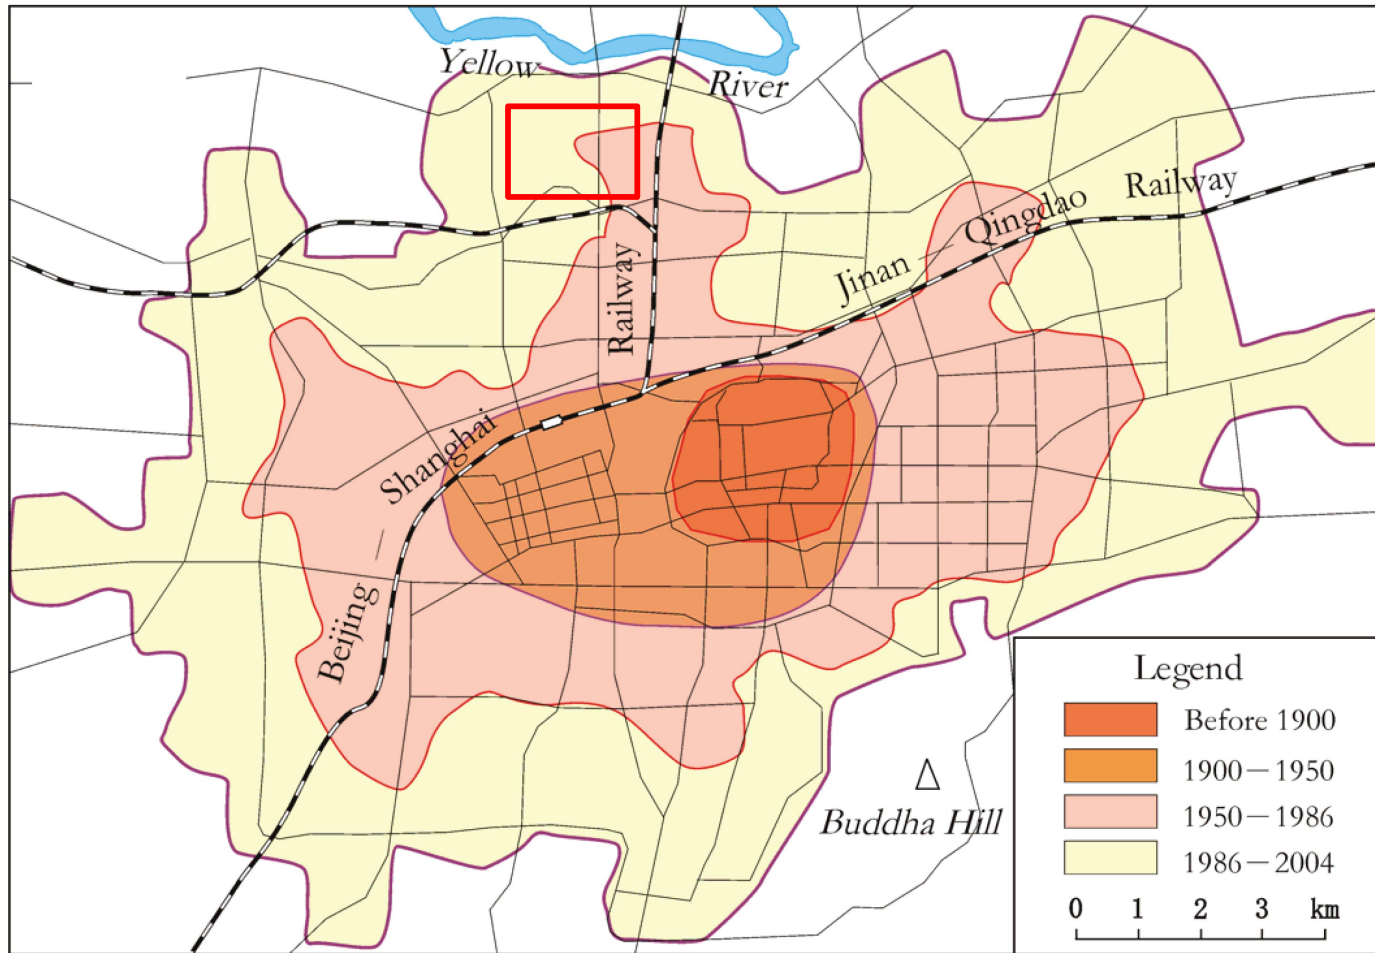 Yellow
River
Railway
Qingdao
Jinan —
Railway
Shanghai
Beijing —
Buddha Hill
Legend
Before 1900
1900—1950
1950—1986
1986—2004
0 1 2 3 km